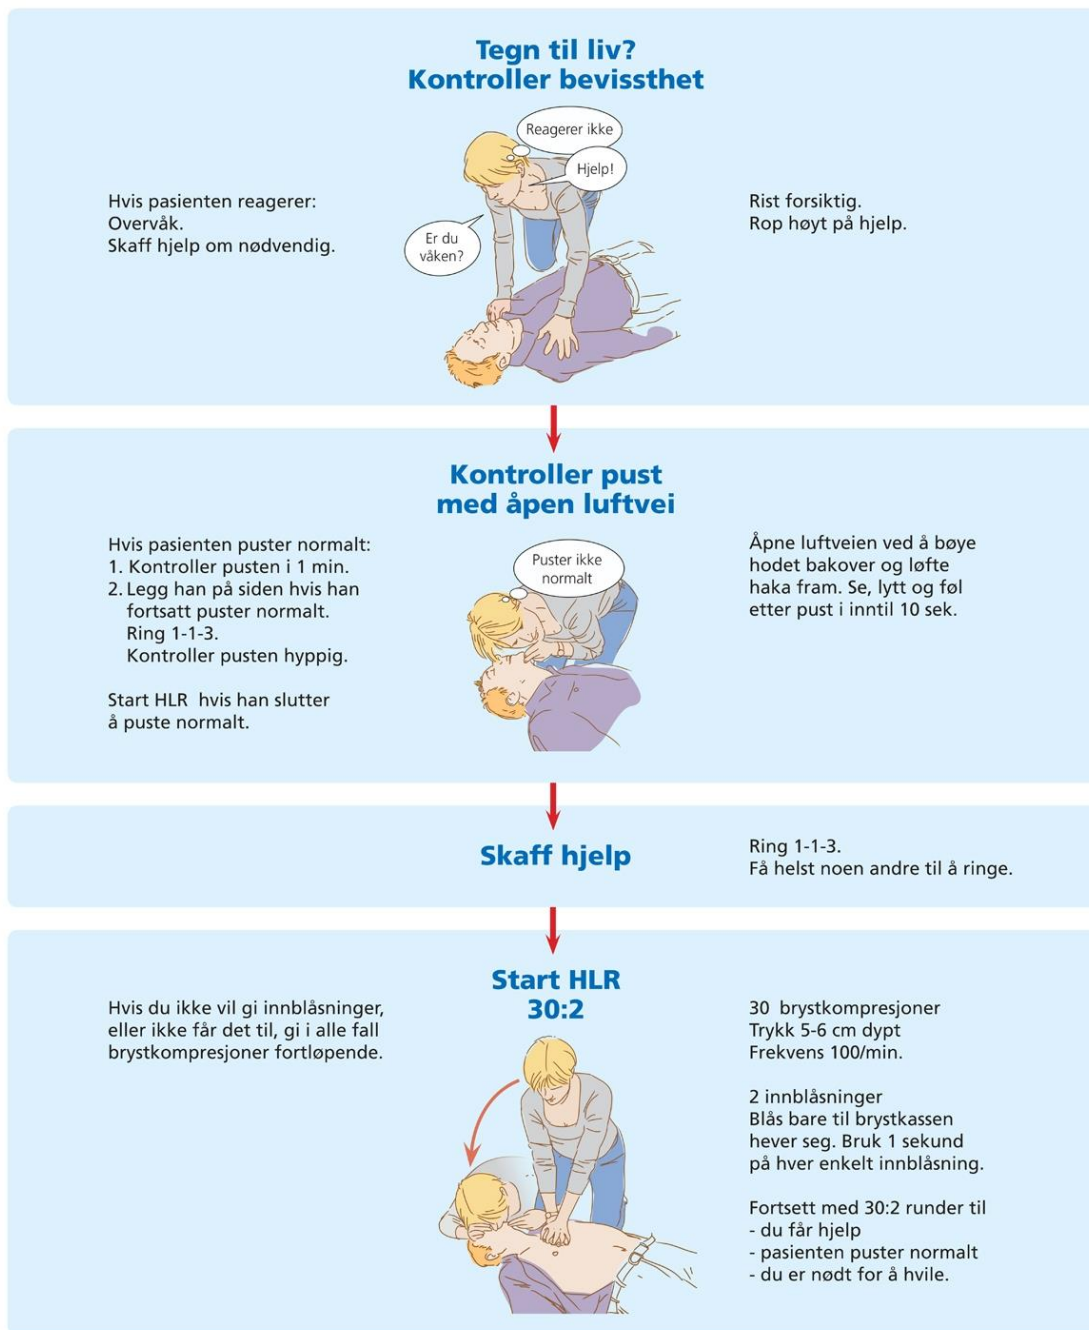 Tegn til liv?
Kontroller bevissthet
Reagerer ikke
Hjelp!
Er du
våken?
Hvis pasienten reagerer:
Overvåk.
Skaff hjelp om nødvendig.
Rist forsiktig.
Rop høyt på hjelp.
Kontroller pust
med åpen luftvei
Puster ikke
normalt
Hvis pasienten puster normalt:
1. Kontroller pusten i 1 min.
2. Legg han på siden hvis han
fortsatt puster normalt.
Ring 1-1-3.
Kontroller pusten hyppig.
Start HLR hvis han slutter
å puste normalt.
Åpne luftveien ved å bøye
hodet bakover og løfte
haka fram. Se, lytt og føl
etter pust i inntil 10 sek.
Skaff hjelp
Ring 1-1-3.
Få helst noen andre til å ringe.
Start HLR
30:2
Hvis du ikke vil gi innblåsninger,
eller ikke får det til, gi i alle fall
brystkompresjoner fortløpende.
30 brystkompresjoner
Trykk 5-6 cm dypt
Frekvens 100/min.
2 innblåsninger
Blås bare til brystkassen
hever seg. Bruk 1 sekund
på hver enkelt innblåsning.
Fortsett med 30:2 runder til
- du får hjelp
- pasienten puster normalt
- du er nødt for å hvile.